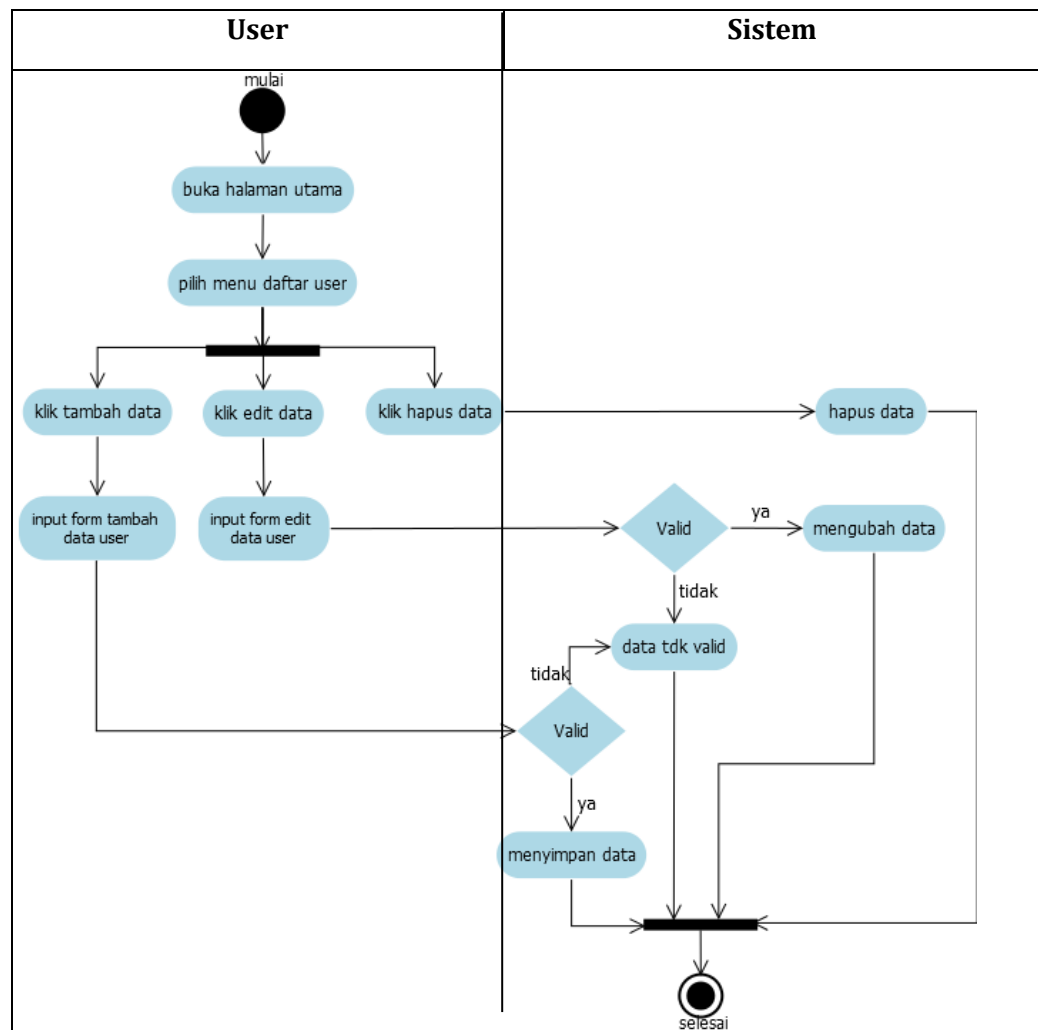 User
Sistem
mulai
buka halaman utama
pilih menu daftar user
klik tambah data
klik edit data
klik hapus data
hapus data
input form tambah
data user
input form edit
data user
Valid
ya
mengubah data
tidak
data tdk valid
tidak
Valid
ya
menyimpan data
selesai